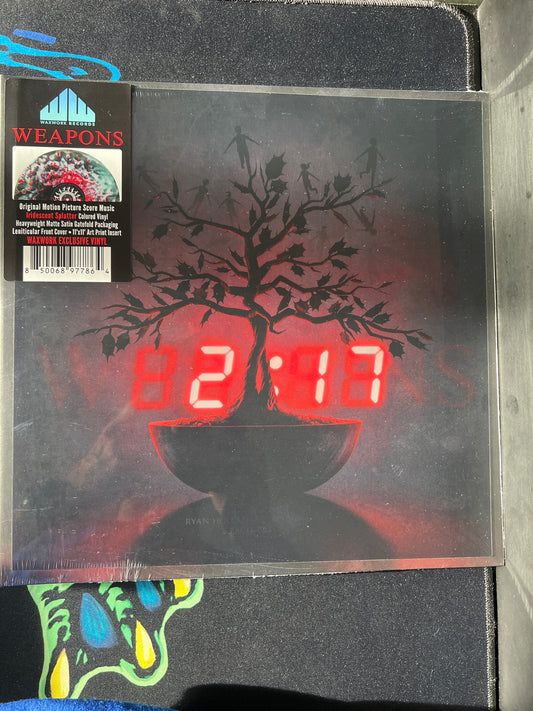 WAXWORK RECORDS
WEAPONS
Original Motion Picture Score Music
Iridescent Splatter Colored Vinyl
Heavyweight Matte Satin Gatefold Packaging
Lenticular Front Cover • 11"x11" Art Print Insert
WAXWORK EXCLUSIVE VINYL
8 50068 97786 4
2:17
RYAN